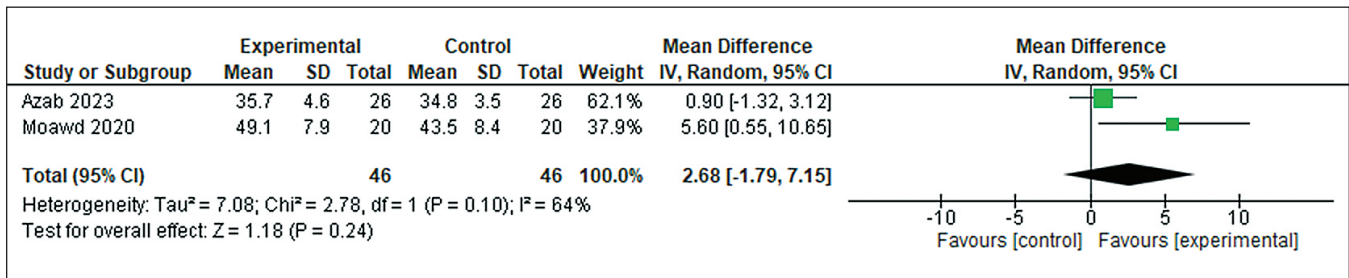 Experimental Control Mean Difference Mean Difference
Study or Subgroup Mean SD Total Mean SD Total Weight IV, Random, 95% CI IV, Random, 95% CI
Azab 2023 35.7 4.6 26 34.8 3.5 26 62.1% 0.90 [-1.32, 3.12]
Moawd 2020 49.1 7.9 20 43.5 8.4 20 37.9% 5.60 [0.55, 10.65]
Total (95% CI) 46 46 100.0% 2.68 [-1.79, 7.15]
Heterogeneity: Tau² = 7.08; Chi² = 2.78, df = 1 (P = 0.10); I² = 64%
Test for overall effect: Z = 1.18 (P = 0.24)
-10 -5 0 5 10
Favours [control] Favours [experimental]